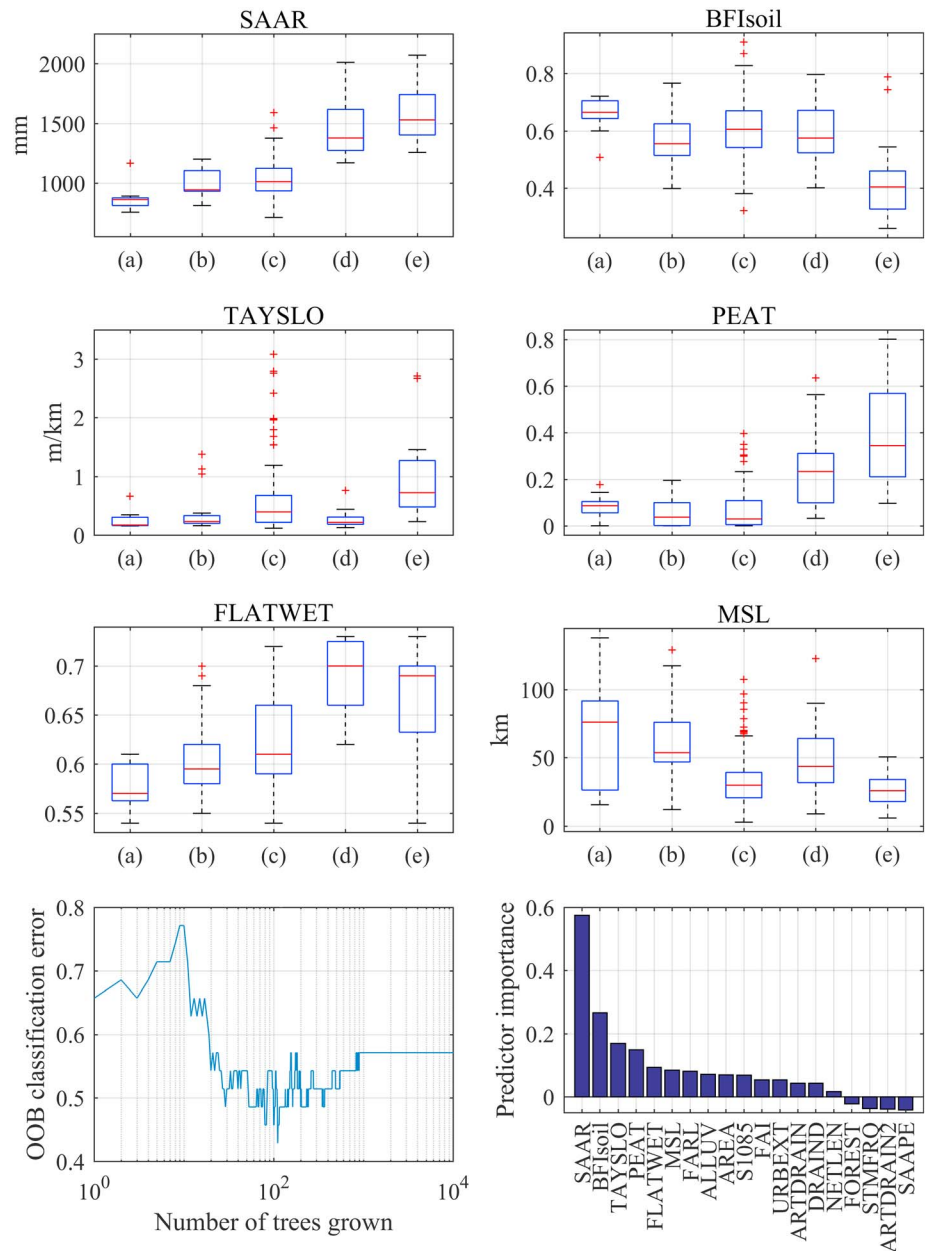 SAAR
2000
1500
1000
mm
(a) (b) (c) (d) (e)
BFIsoil
0.8
0.6
0.4
(a) (b) (c) (d) (e)
TAYSLO
3
2
1
0
m/km
(a) (b) (c) (d) (e)
PEAT
0.8
0.6
0.4
0.2
0
(a) (b) (c) (d) (e)
FLATWET
0.7
0.65
0.6
0.55
(a) (b) (c) (d) (e)
MSL
100
50
0
km
(a) (b) (c) (d) (e)
0.8
0.7
0.6
0.5
0.4
OOB classification error
10^0 10^2 10^4
Number of trees grown
0.6
0.4
0.2
0
Predictor importance
SAAR
BFIsoil
TAYSLO
PEAT
FLATWET
MSL
FARL
ALLUV
AREA
S1085
FAI
URBEXT
ARTDRAIN
DRAIND
NETLEN
FOREST
STMFRQ
ARTDRAIN2
SAAPE